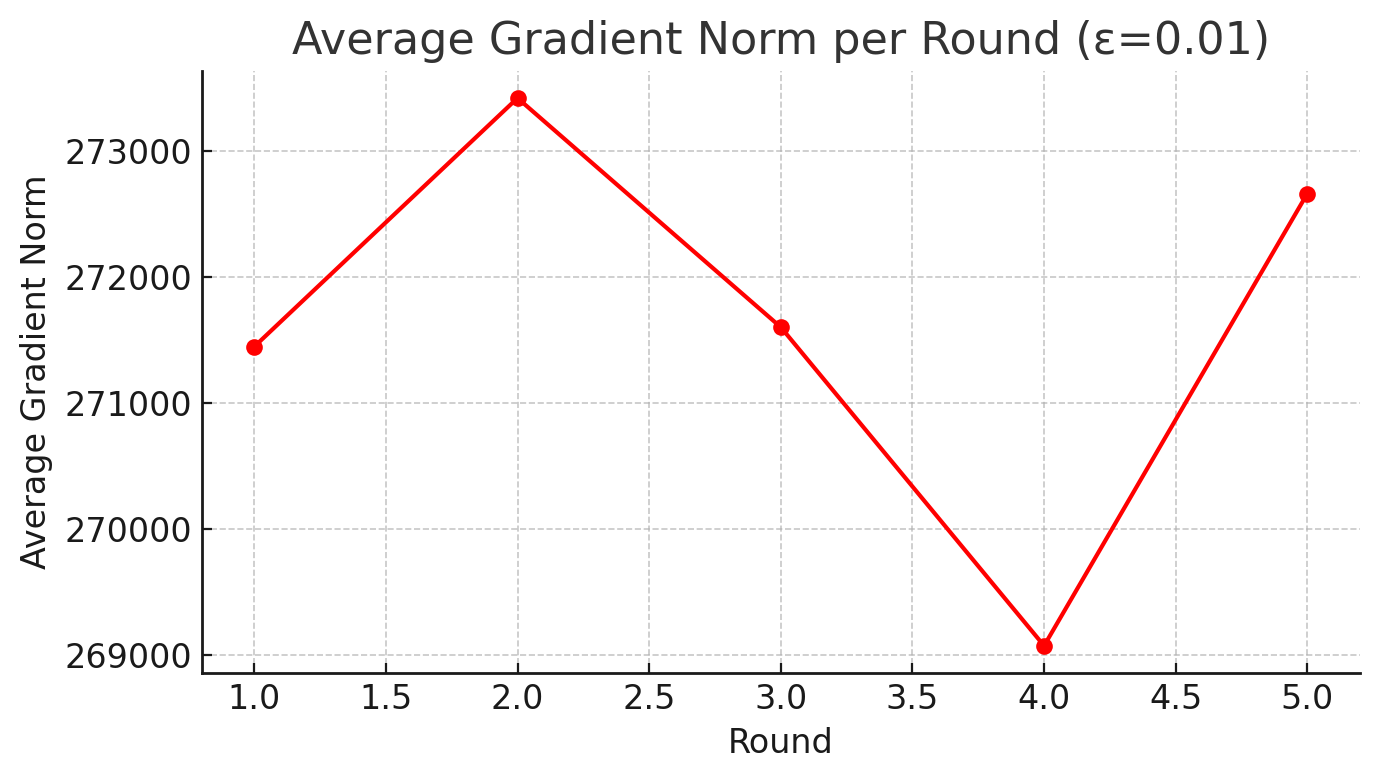 Average Gradient Norm per Round (ε=0.01)
Average Gradient Norm
273000
272000
271000
270000
269000
1.0 1.5 2.0 2.5 3.0 3.5 4.0 4.5 5.0
Round